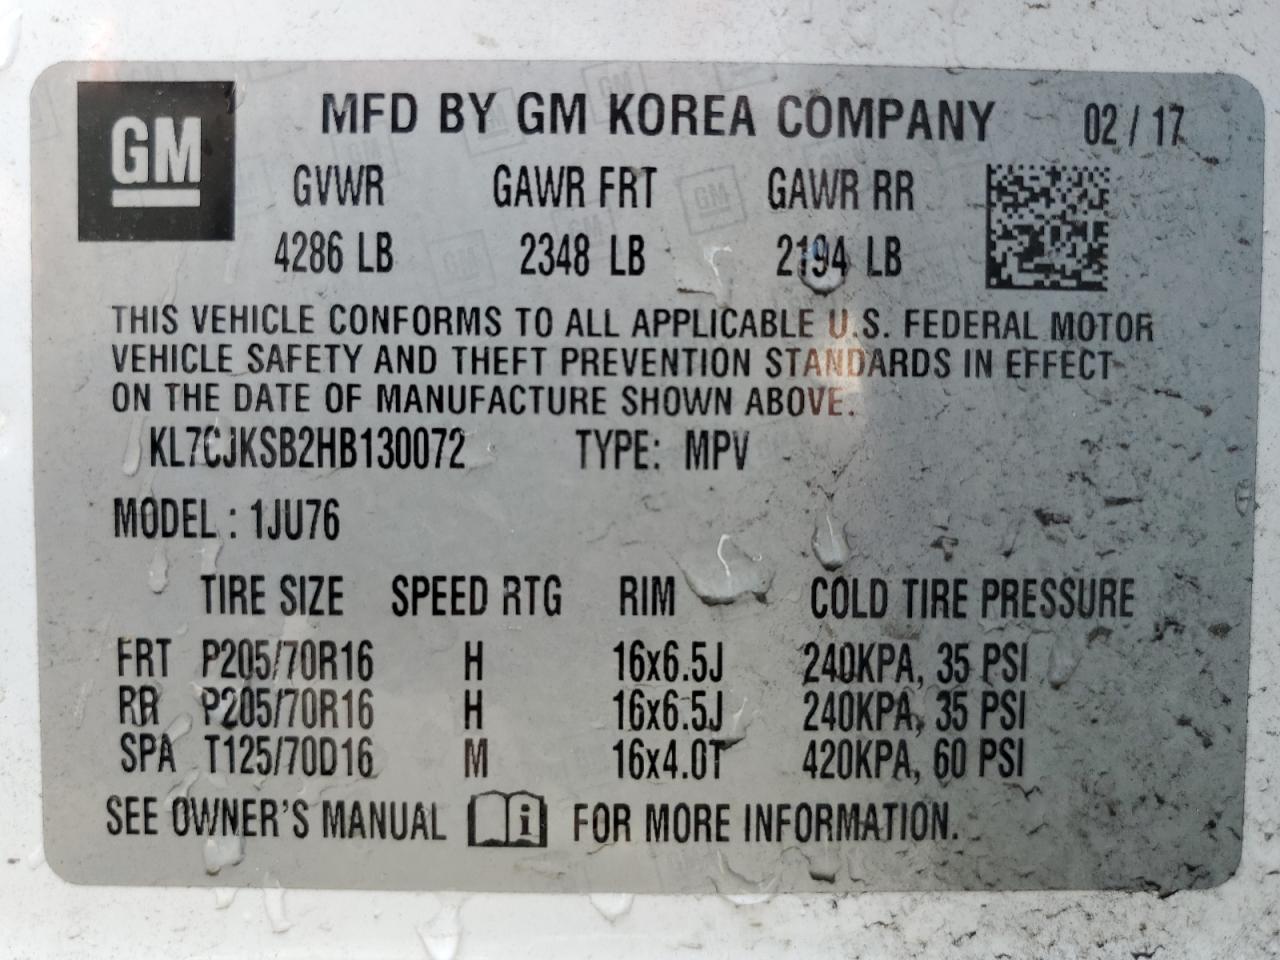 GM MFD BY GM KOREA COMPANY 02 / 17
GVWR GAWR FRT GAWR RR
4286 LB 2348 LB 2194 LB
THIS VEHICLE CONFORMS TO ALL APPLICABLE U.S. FEDERAL MOTOR
VEHICLE SAFETY AND THEFT PREVENTION STANDARDS IN EFFECT
ON THE DATE OF MANUFACTURE SHOWN ABOVE.
KL7CJKSB2HB130072 TYPE: MPV
MODEL : 1JU76
TIRE SIZE SPEED RTG RIM COLD TIRE PRESSURE
FRT P205/70R16 H 16x6.5J 240KPA, 35 PSI
RR P205/70R16 H 16x6.5J 240KPA, 35 PSI
SPA T125/70D16 M 16x4.0T 420KPA, 60 PSI
SEE OWNER'S MANUAL i FOR MORE INFORMATION.